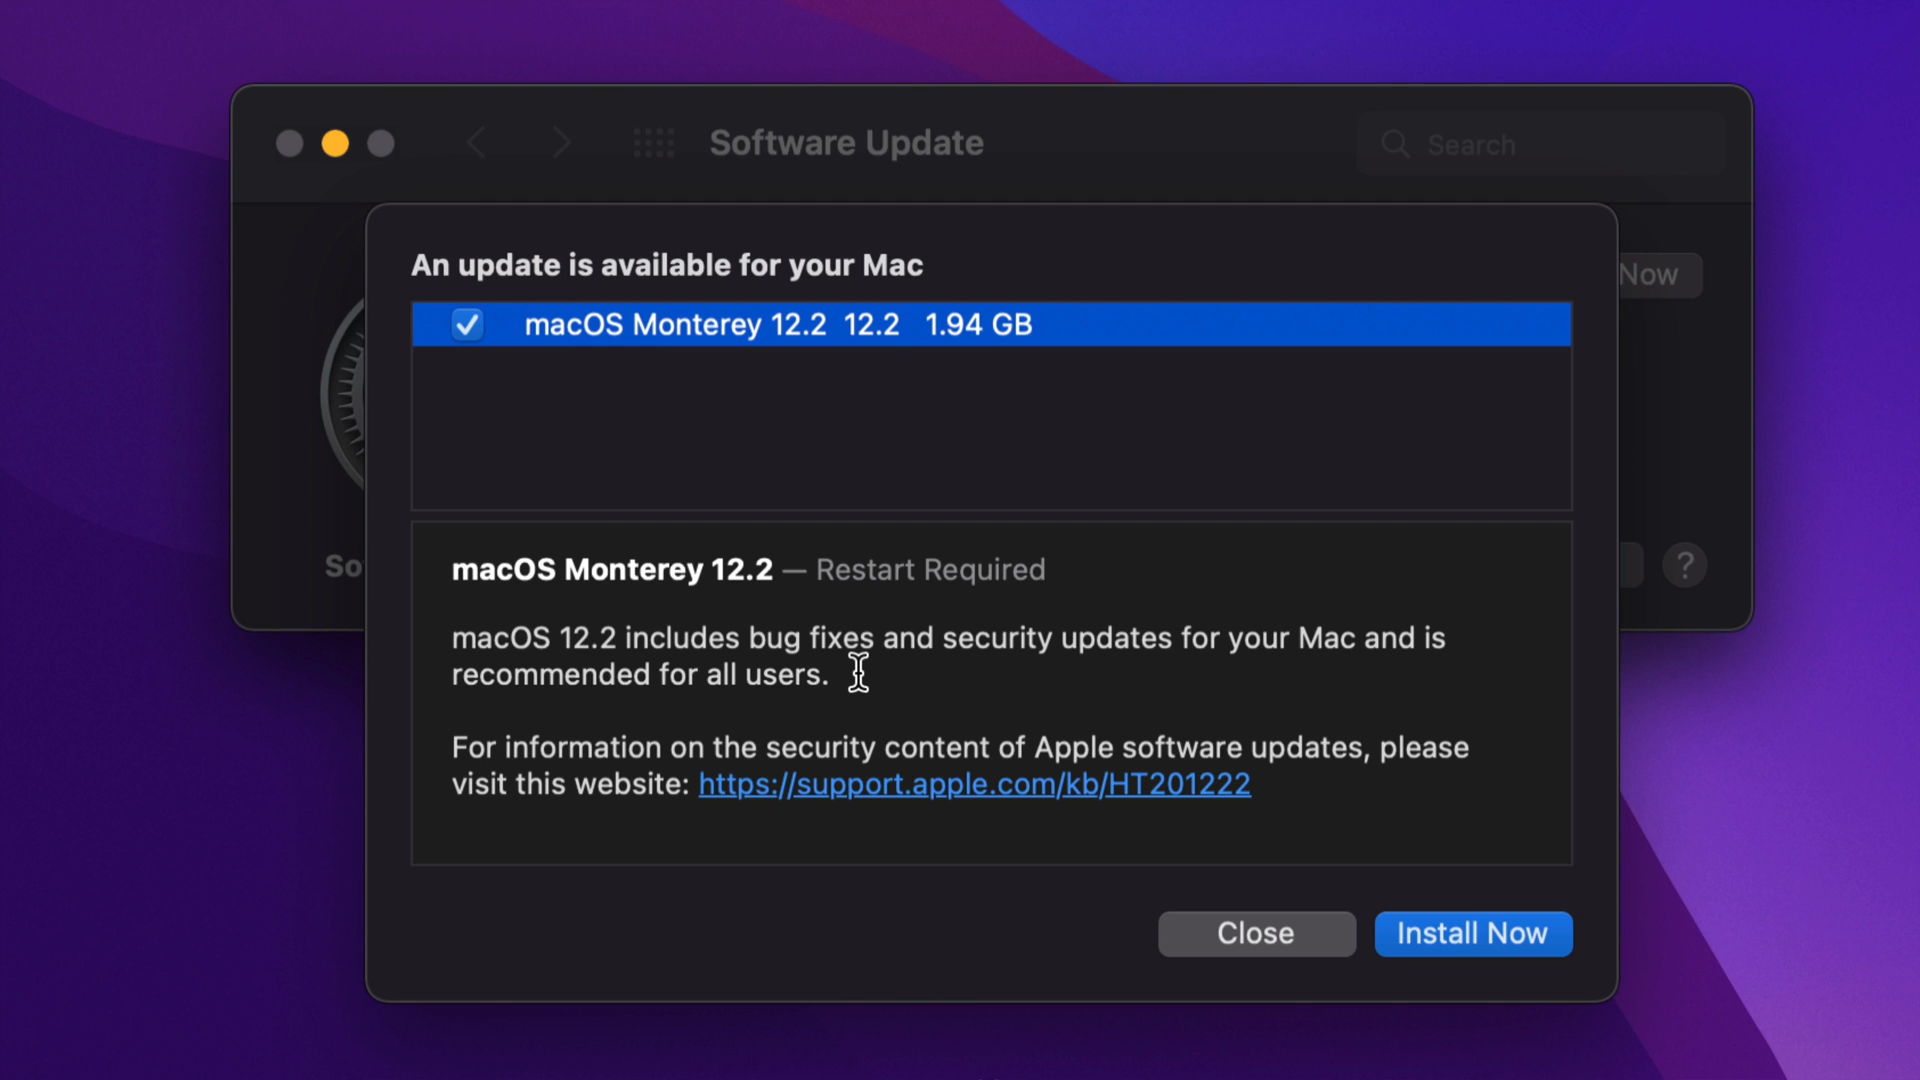 Software Update
Search
An update is available for your Mac
Now
macOS Monterey 12.2 12.2 1.94 GB
So
macOS Monterey 12.2 — Restart Required
?
macOS 12.2 includes bug fixes and security updates for your Mac and is
recommended for all users.
For information on the security content of Apple software updates, please
visit this website: https://support.apple.com/kb/HT201222
Close
Install Now